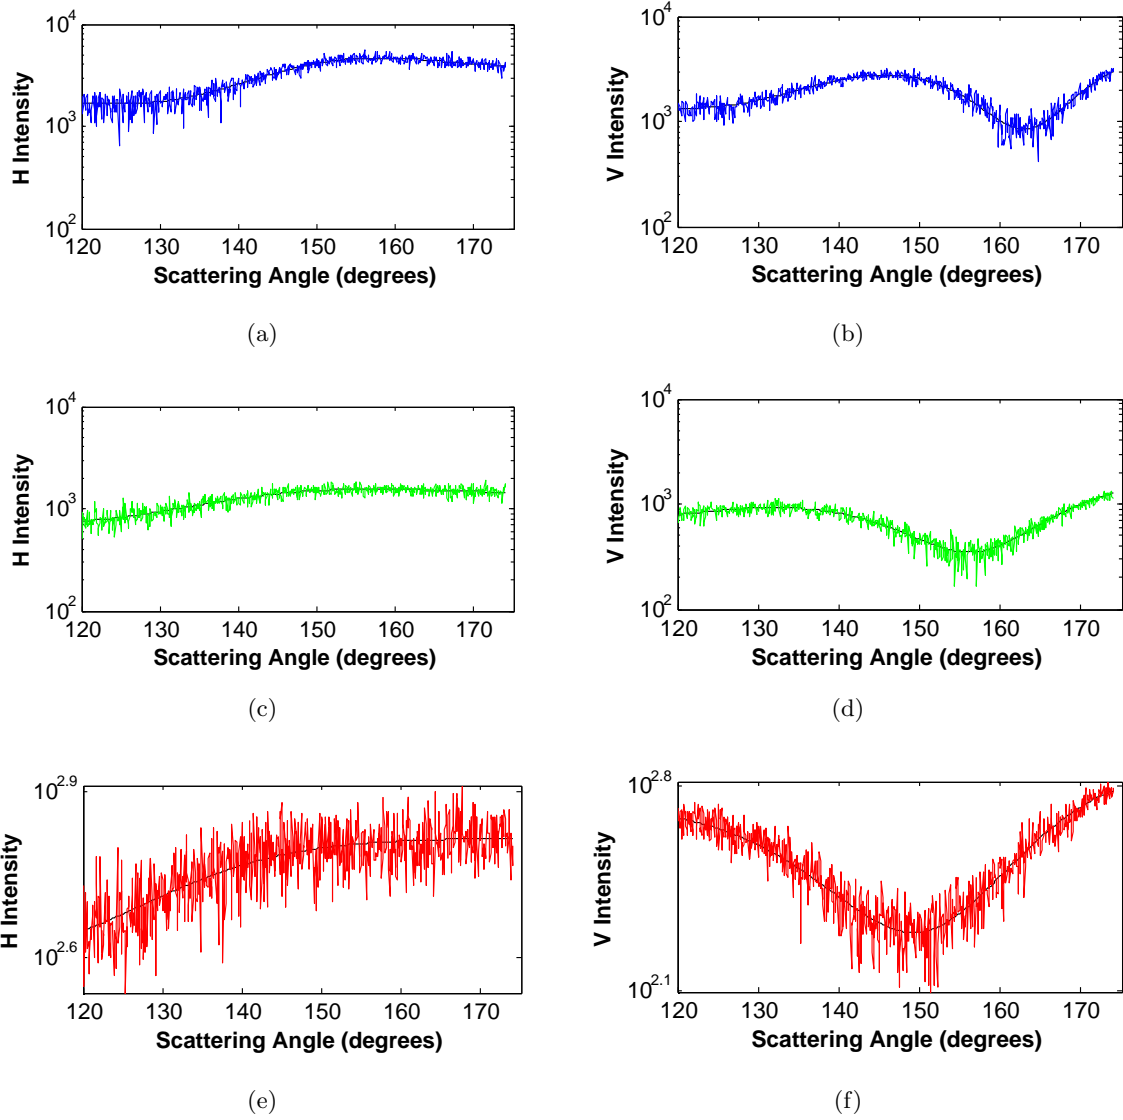 10^4
10^3
10^2
H Intensity
120 130 140 150 160 170
Scattering Angle (degrees)
(a)
10^4
10^3
10^2
V Intensity
120 130 140 150 160 170
Scattering Angle (degrees)
(b)
10^4
10^3
10^2
H Intensity
120 130 140 150 160 170
Scattering Angle (degrees)
(c)
10^4
10^3
10^2
V Intensity
120 130 140 150 160 170
Scattering Angle (degrees)
(d)
10^2.9
10^2.6
H Intensity
120 130 140 150 160 170
Scattering Angle (degrees)
(e)
10^2.8
10^2.1
V Intensity
120 130 140 150 160 170
Scattering Angle (degrees)
(f)